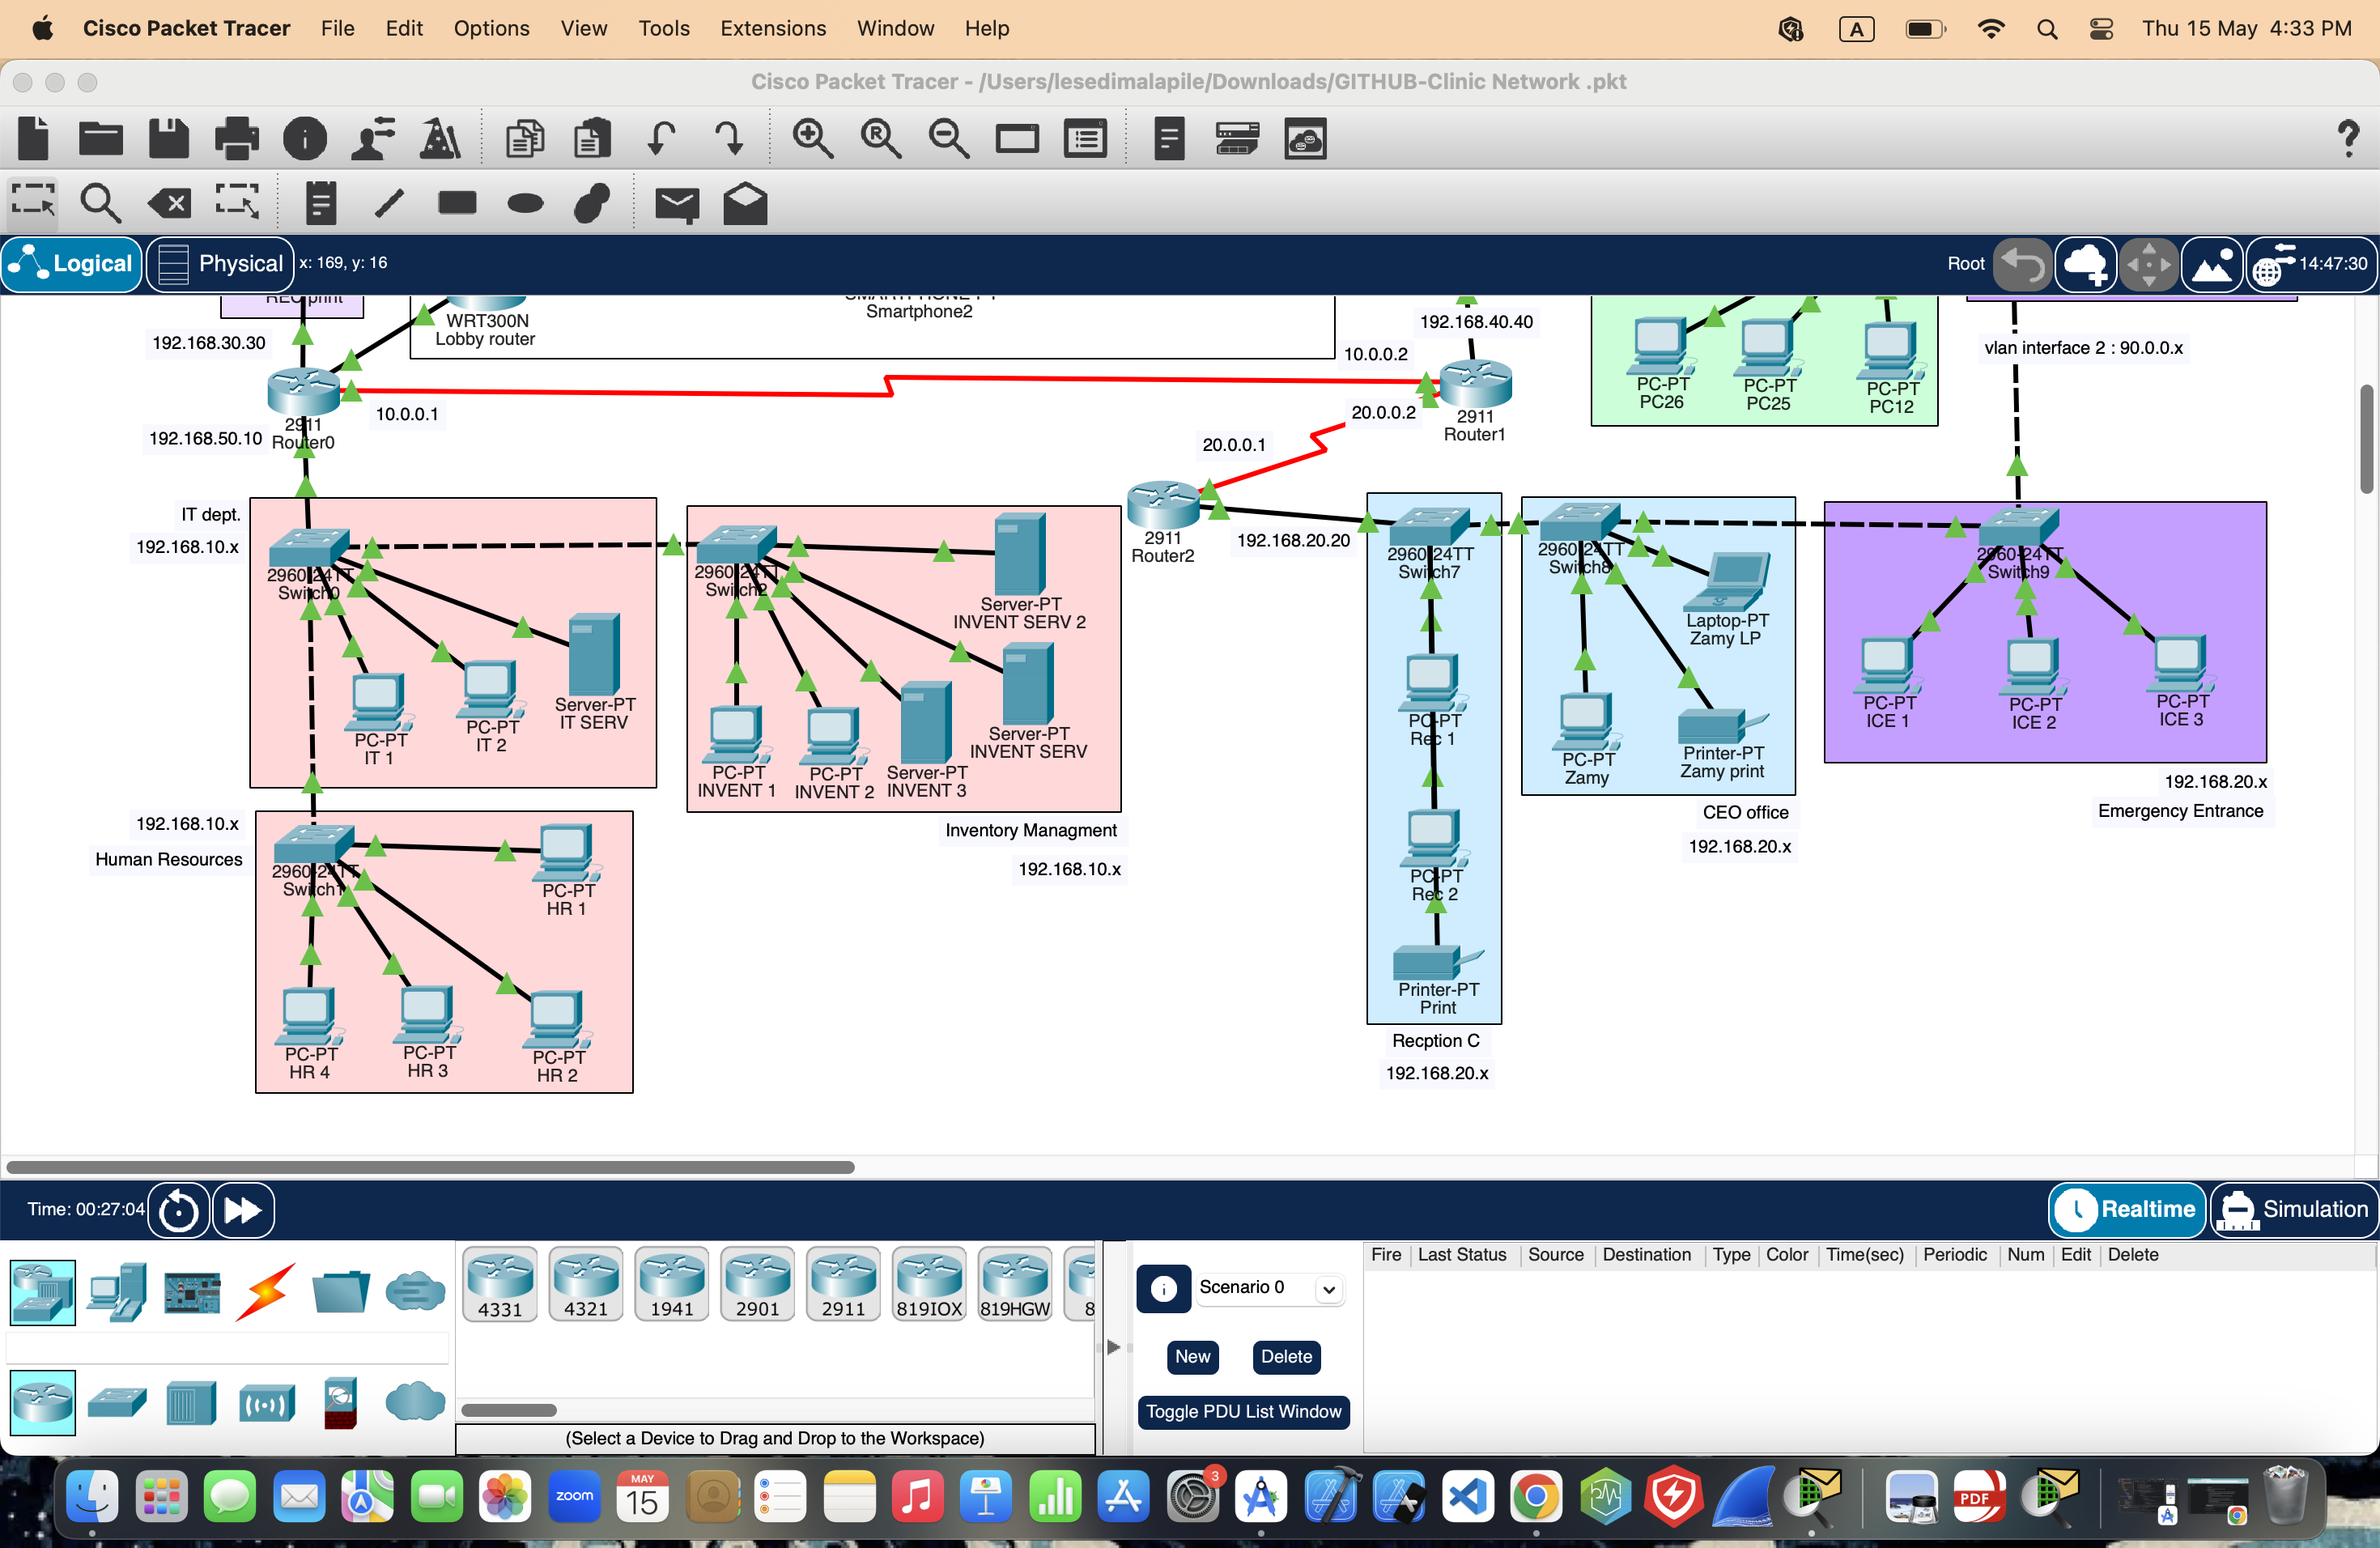 Cisco Packet Tracer File Edit Options View Tools Extensions Window Help A Thu 15 May 4:33 PM
Cisco Packet Tracer - /Users/lesedimalapile/Downloads/GITHUB-Clinic Network .pkt
Logical Physical x: 169, y: 16 Root 14:47:30
REC print
WRT300N
Lobby router
Smartphone2
192.168.30.30
192.168.40.40
10.0.0.2
vlan interface 2 : 90.0.0.x
PC-PT
PC26
PC-PT
PC25
PC-PT
PC12
10.0.0.1
20.0.0.2
2911
Router1
192.168.50.10
2911
Router0
20.0.0.1
2911
Router2
192.168.20.20
IT dept.
192.168.10.x
2960-24TT
Switch0
PC-PT
IT 1
PC-PT
IT 2
Server-PT
IT SERV
2960-24TT
Switch2
Server-PT
INVENT SERV 2
Server-PT
INVENT SERV
PC-PT
INVENT 1
PC-PT
INVENT 2
Server-PT
INVENT 3
Inventory Managment
192.168.10.x
2960-24TT
Switch7
PC-PT
Rec 1
PC-PT
Rec 2
Printer-PT
Print
Recption C
192.168.20.x
2960-24TT
Switch8
Laptop-PT
Zamy LP
PC-PT
Zamy
Printer-PT
Zamy print
CEO office
192.168.20.x
2960-24TT
Switch9
PC-PT
ICE 1
PC-PT
ICE 2
PC-PT
ICE 3
192.168.20.x
Emergency Entrance
192.168.10.x
Human Resources
2960-24TT
Switch1
PC-PT
HR 1
PC-PT
HR 4
PC-PT
HR 3
PC-PT
HR 2
Time: 00:27:04 Realtime Simulation
4331 4321 1941 2901 2911 819IOX 819HGW 8
(Select a Device to Drag and Drop to the Workspace)
Scenario 0
New Delete
Toggle PDU List Window
Fire Last Status Source Destination Type Color Time(sec) Periodic Num Edit Delete
zoom
MAY
15
3
PDF